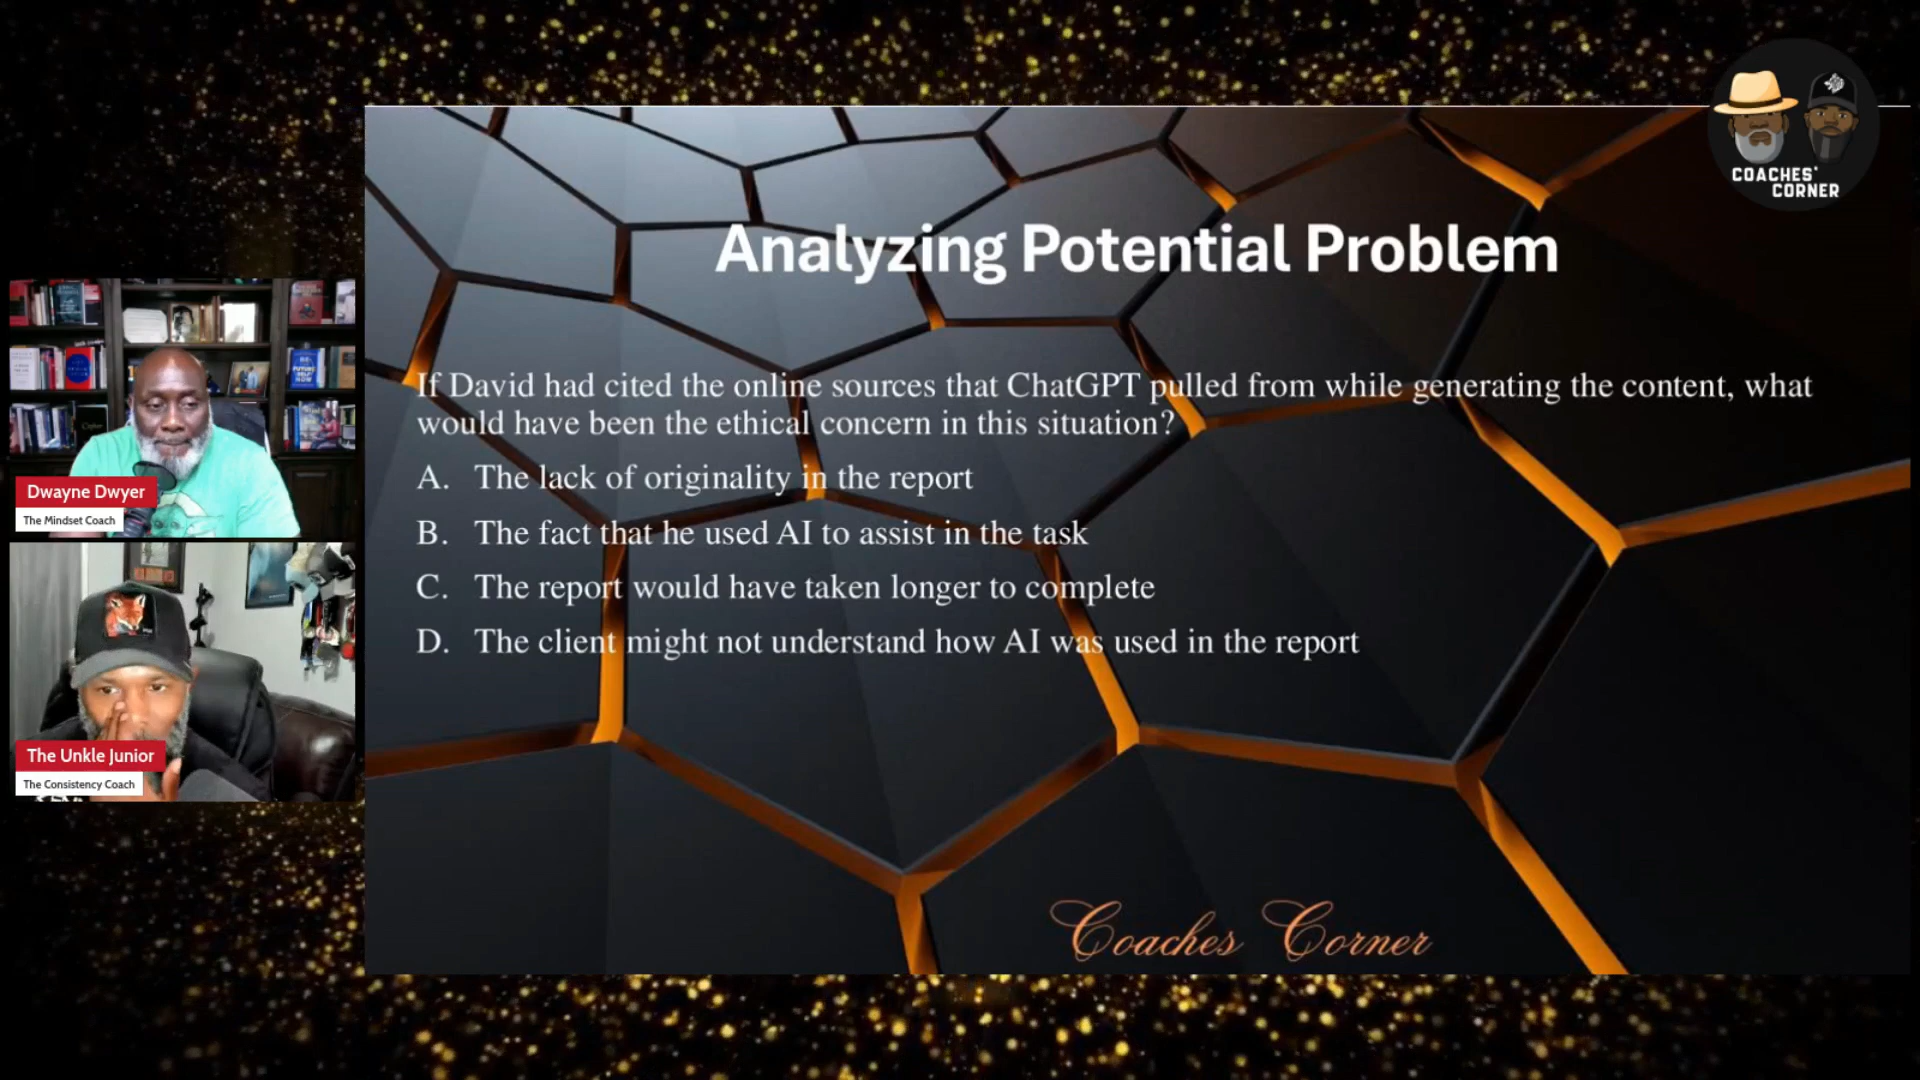 COACHES'
CORNER
Analyzing Potential Problem
If David had cited the online sources that ChatGPT pulled from while generating the content, what
would have been the ethical concern in this situation?
A. The lack of originality in the report
B. The fact that he used AI to assist in the task
C. The report would have taken longer to complete
D. The client might not understand how AI was used in the report
Dwayne Dwyer
The Mindset Coach
The Unkle Junior
The Consistency Coach
Coaches Corner